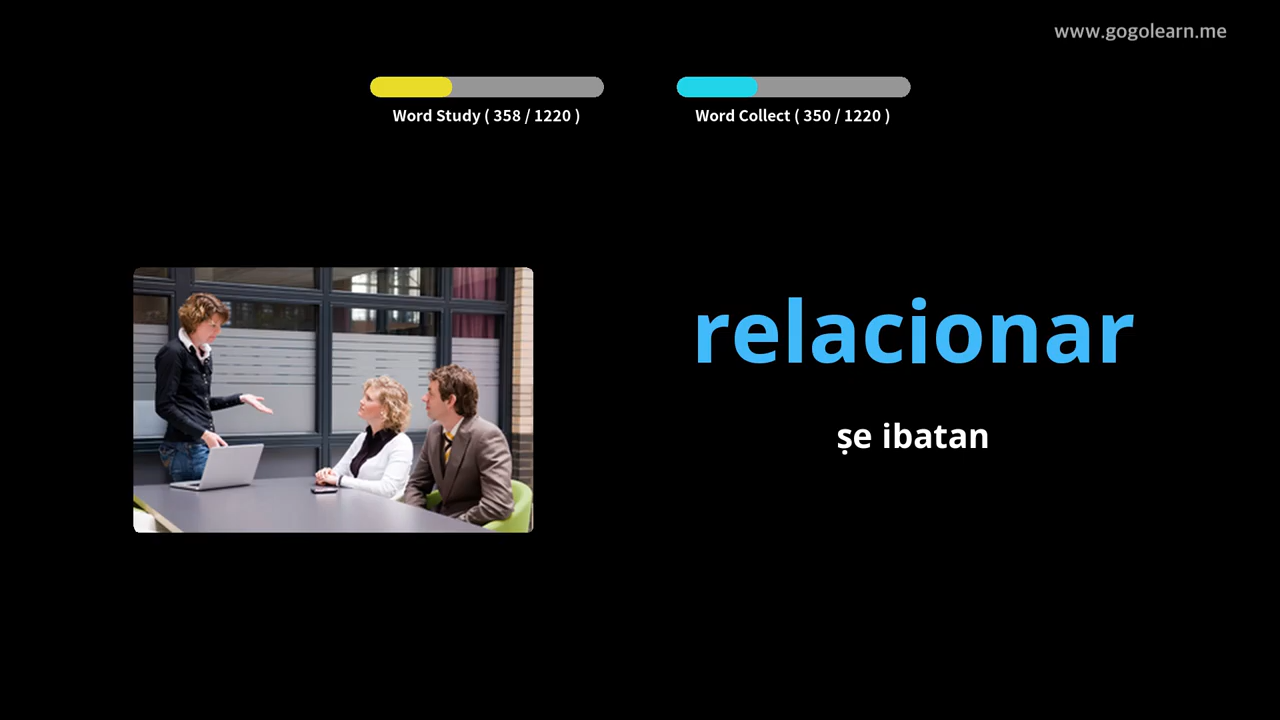 www.gogolearn.me
Word Study ( 358 / 1220 )
Word Collect ( 350 / 1220 )
relacionar
ṣe ibatan